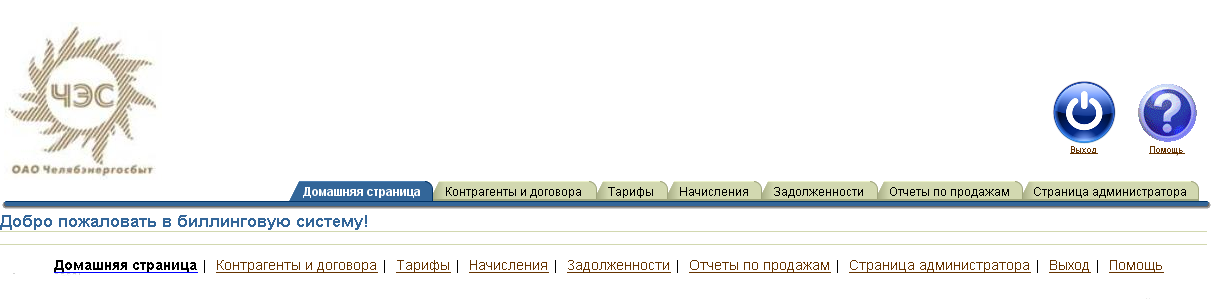 ЧЭС
ОАО Челябэнергосбыт
Выход
Помощь
Домашняя страница Контрагенты и договора Тарифы Начисления Задолженности Отчеты по продажам Страница администратора
Добро пожаловать в биллинговую систему!
Домашняя страница | Контрагенты и договора | Тарифы | Начисления | Задолженности | Отчеты по продажам | Страница администратора | Выход | Помощь